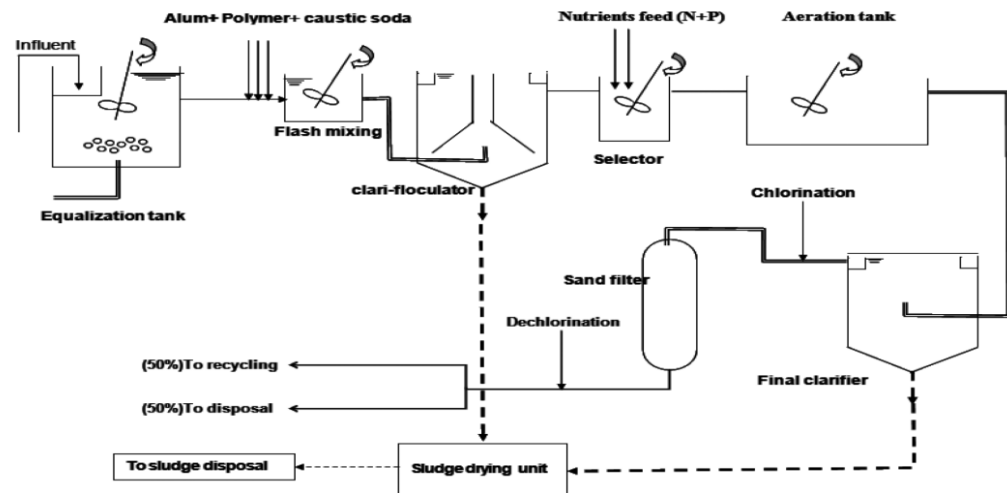 Alum+ Polymer+ caustic soda
Nutrients feed (N+P)
Aeration tank
Influent
Flash mixing
Selector
clari-floculator
Equalization tank
Chlorination
Sand filter
Dechlorination
(50%)To recycling
Final clarifier
(50%)To disposal
To sludge disposal
Sludge drying unit